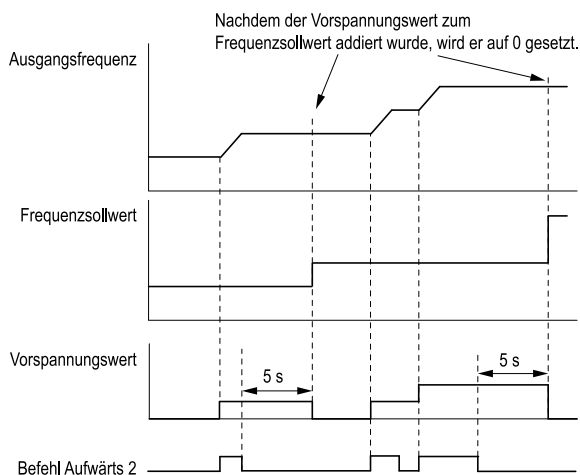 Nachdem der Vorspannungswert zum
Frequenzsollwert addiert wurde, wird er auf 0 gesetzt.
Ausgangsfrequenz
Frequenzsollwert
Vorspannungswert
5 s
5 s
Befehl Aufwärts 2